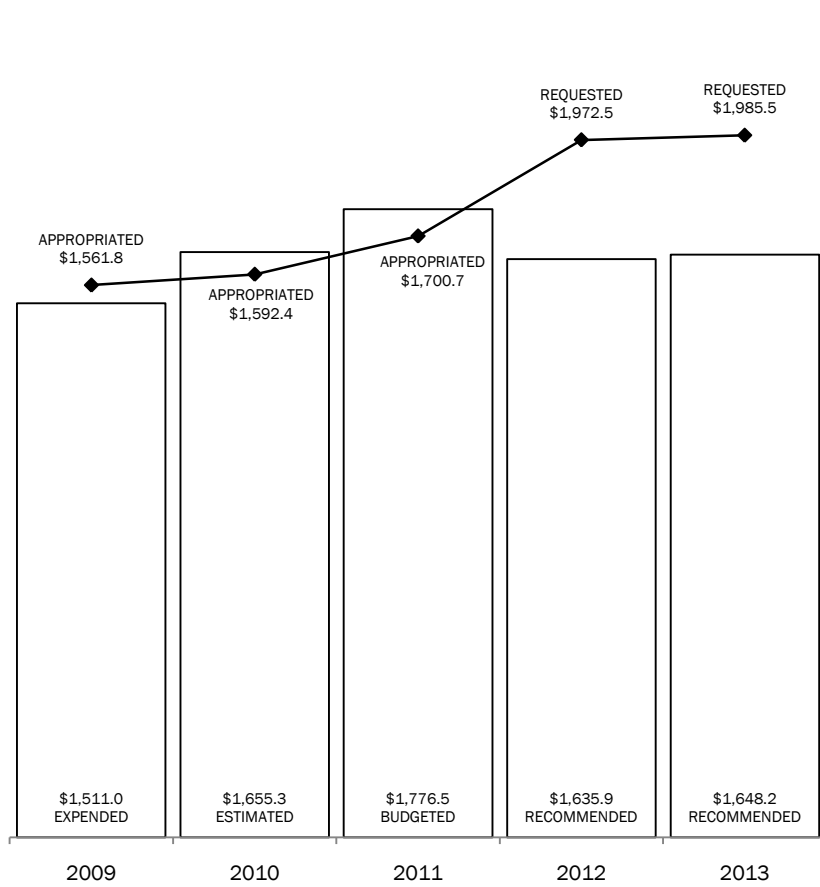 REQUESTED
$1,972.5
REQUESTED
$1,985.5
APPROPRIATED
$1,561.8
APPROPRIATED
$1,592.4
APPROPRIATED
$1,700.7
$1,511.0
EXPENDED
$1,655.3
ESTIMATED
$1,776.5
BUDGETED
$1,635.9
RECOMMENDED
$1,648.2
RECOMMENDED
2009
2010
2011
2012
2013